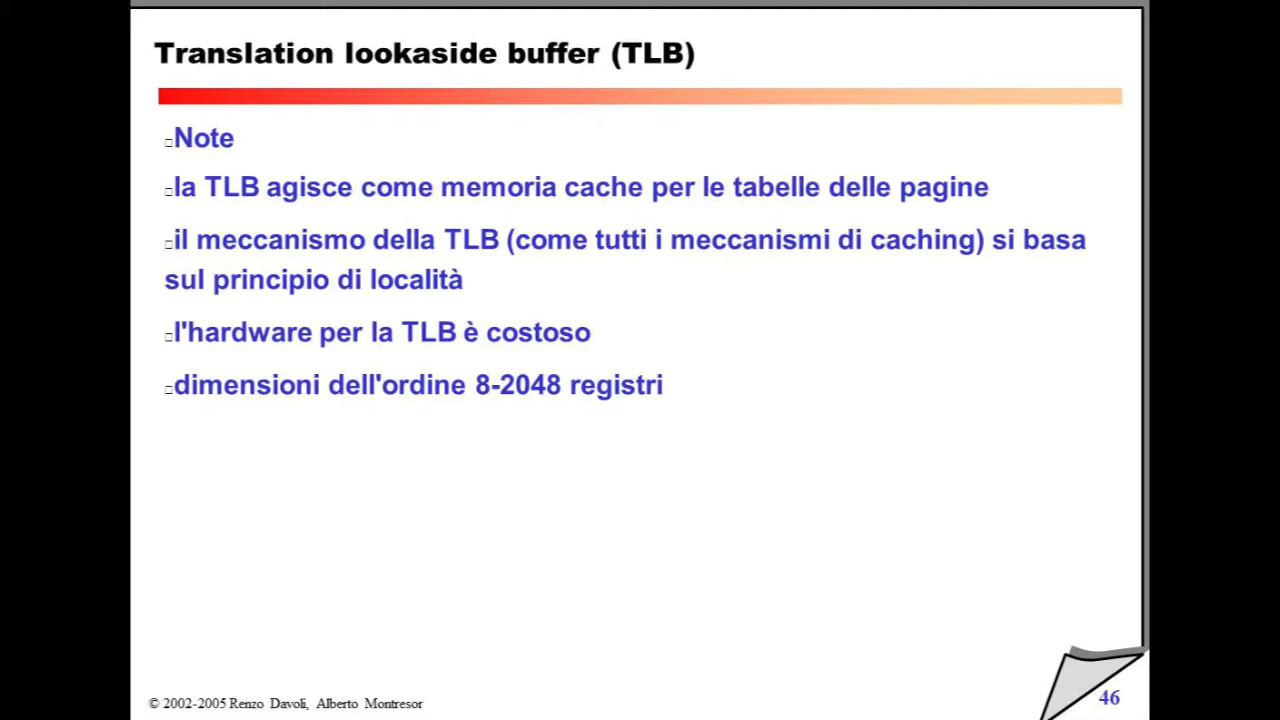 Translation lookaside buffer (TLB)
Note
la TLB agisce come memoria cache per le tabelle delle pagine
il meccanismo della TLB (come tutti i meccanismi di caching) si basa
sul principio di località
l'hardware per la TLB è costoso
dimensioni dell'ordine 8-2048 registri
© 2002-2005 Renzo Davoli, Alberto Montresor
46